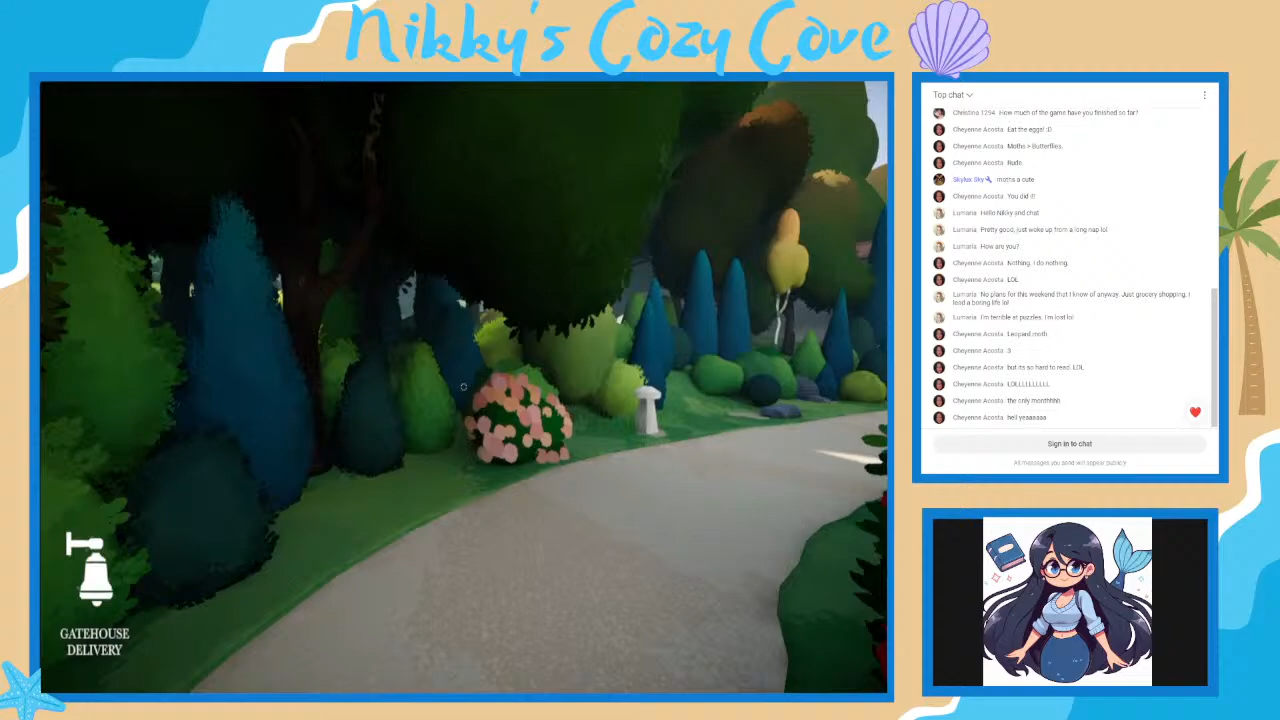 Nikky's Cozy Cove
Top chat
Christina 1294 How much of the game have you finished so far?
Cheyenne Acosta Eat the eggs! :D
Cheyenne Acosta Moths > Butterflies.
Cheyenne Acosta Rude.
Skylux Sky moths a cute
Cheyenne Acosta You did it!
Lumaria Hello Nikky and chat
Lumaria Pretty good, just woke up from a long nap lol
Lumaria How are you?
Cheyenne Acosta Nothing. I do nothing.
Cheyenne Acosta LOL
Lumaria No plans for this weekend that I know of anyway. Just grocery shopping. I
lead a boring life lol
Lumaria I'm terrible at puzzles. I'm lost lol
Cheyenne Acosta Leopard moth
Cheyenne Acosta 3
Cheyenne Acosta but its so hard to read. LOL
Cheyenne Acosta LOLLLLLLLLL
Cheyenne Acosta the only monthhhh
Cheyenne Acosta hell yeaaaaaa
Sign in to chat
All messages you send will appear publicly
GATEHOUSE
DELIVERY